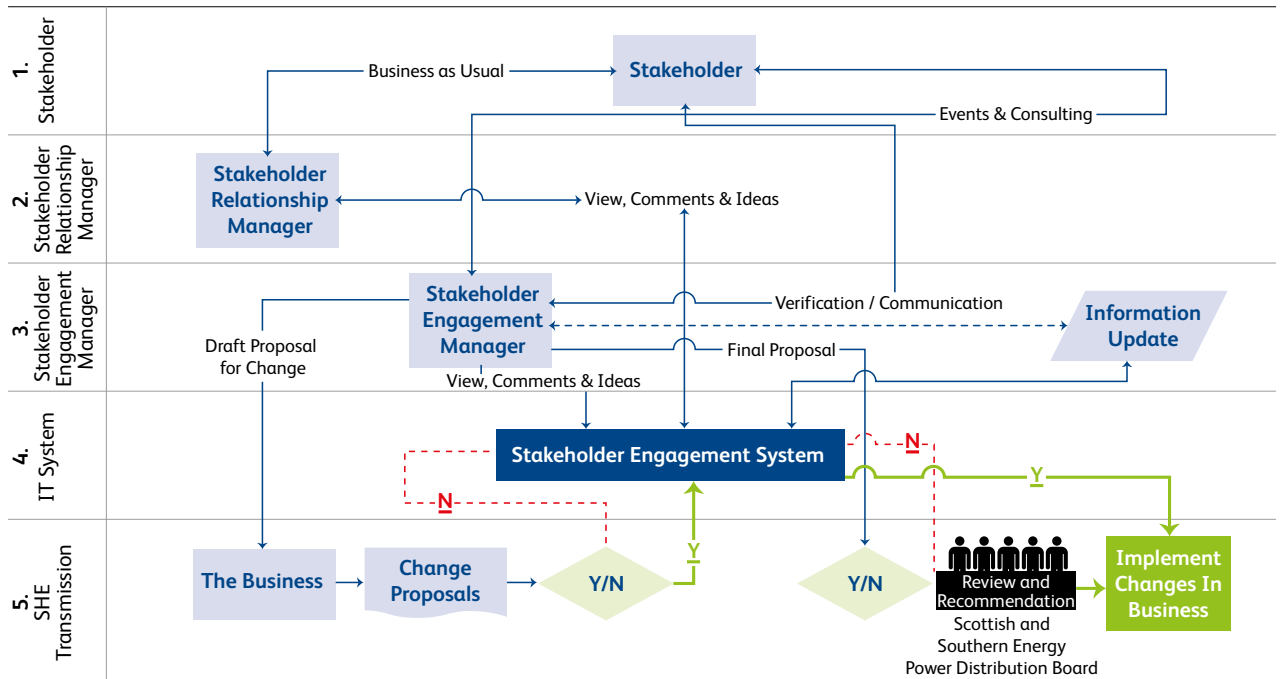 1.
Stakeholder
Business as Usual
Stakeholder
Events & Consulting
2.
Stakeholder
Relationship
Manager
Stakeholder
Relationship
Manager
View, Comments & Ideas
3.
Stakeholder
Engagement
Manager
Stakeholder
Engagement
Manager
Verification / Communication
Information
Update
Draft Proposal
for Change
Final Proposal
View, Comments & Ideas
4.
IT System
Stakeholder Engagement System
N
N
Y
Y
5.
SHE
Transmission
The Business
Change
Proposals
Y/N
Y/N
Review and
Recommendation
Scottish and
Southern Energy
Power Distribution Board
Implement
Changes In
Business